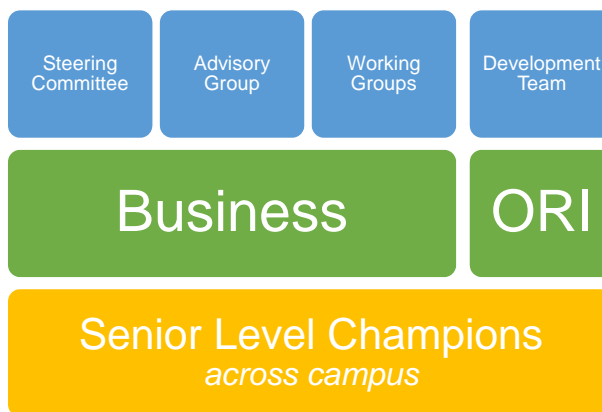 Steering
Committee
Advisory
Group
Working
Groups
Development
Team
Business
ORI
Senior Level Champions
across campus